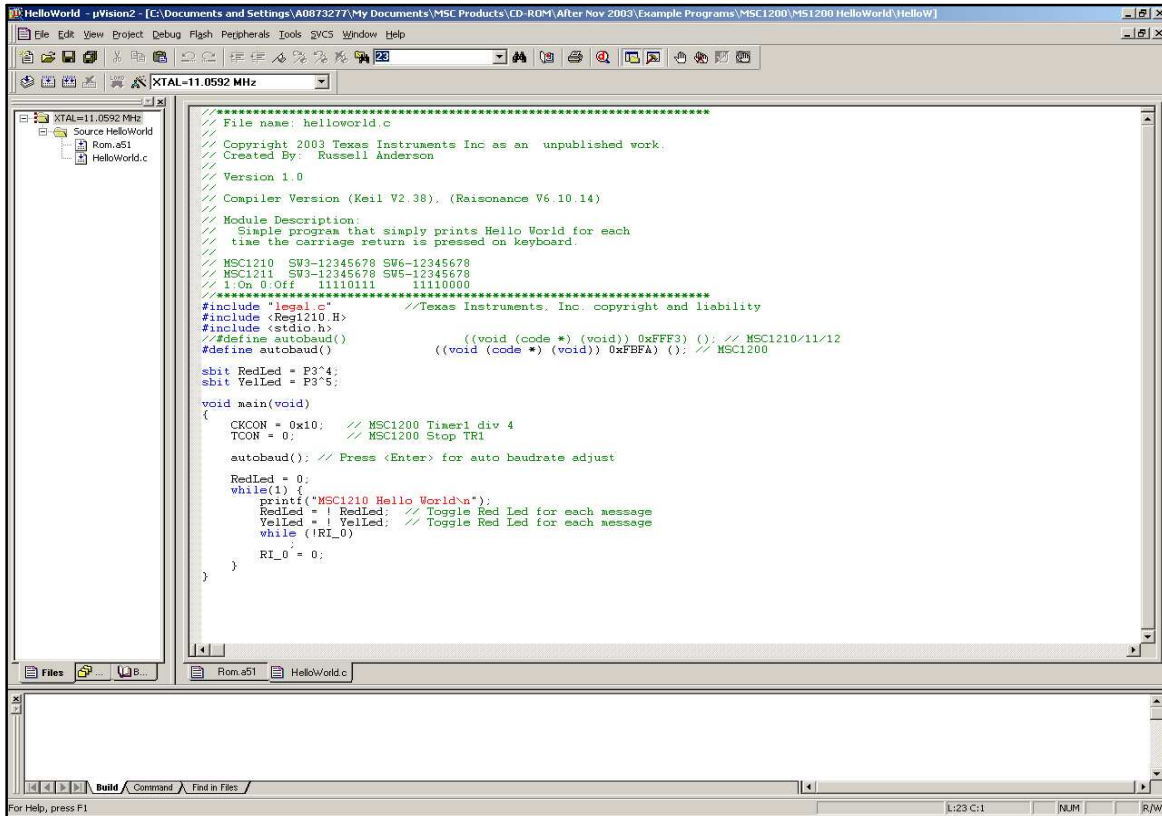 HelloWorld - µVision2 - [C:\Documents and Settings\A0873277\My Documents\MSC Products\CD-ROM\After Nov 2003\Example Programs\MSC1200\MS1200 HelloWorld\HelloW]
File Edit View Project Debug Flash Peripherals Tools SVCS Window Help
23
LOAD XTAL=11.0592 MHz
XTAL=11.0592 MHz
Source HelloWorld
Rom.a51
HelloWorld.c
//*********************************************************************
// File name: helloworld.c
//
// Copyright 2003 Texas Instruments Inc as an  unpublished work.
// Created By:  Russell Anderson
//
// Version 1.0
//
// Compiler Version (Keil V2.38), (Raisonance V6.10.14)
//
// Module Description:
//   Simple program that simply prints Hello World for each
//  time the carriage return is pressed on keyboard.
//
// MSC1210  SW3-12345678 SW6-12345678
// MSC1211  SW3-12345678 SW5-12345678
// 1:On 0:Off   11110111     11110000
//*********************************************************************
#include "legal.c"          //Texas Instruments, Inc. copyright and liability
#include <Reg1210.H>
#include <stdio.h>
//#define autobaud()                ((void (code *) (void)) 0xFFF3) (); // MSC1210/11/12
#define autobaud()              ((void (code *) (void)) 0xFBFA) (); // MSC1200
sbit RedLed = P3^4;
sbit YelLed = P3^5;
void main(void)
{
    CKCON = 0x10;   // MSC1200 Timer1 div 4
    TCON = 0;       // MSC1200 Stop TR1
    autobaud(); // Press <Enter> for auto baudrate adjust
    RedLed = 0;
    while(1) {
        printf("MSC1210 Hello World\n");
        RedLed = ! RedLed;  // Toggle Red Led for each message
        YelLed = ! YelLed;  // Toggle Red Led for each message
        while (!RI_0)
            ;
        RI_0 = 0;
    }
}
Files ... B...
Rom.a51 HelloWorld.c
Build Command Find in Files
For Help, press F1 L:23 C:1 NUM R/W